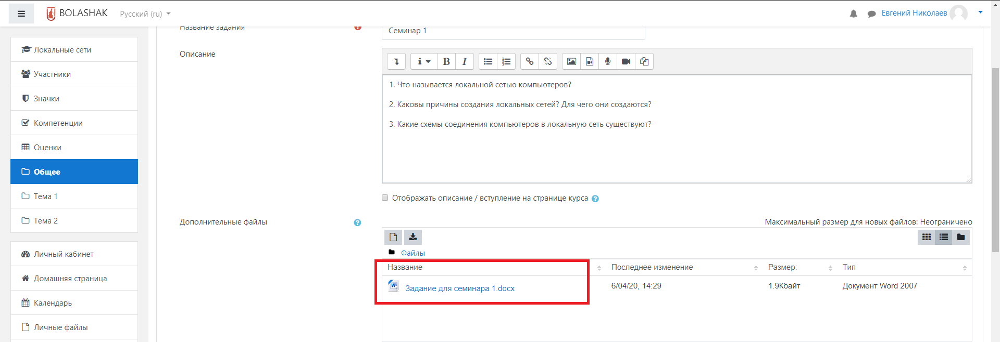 BOLASHAK Русский (ru) Евгений Николаев
Локальные сети
Участники
Значки
Компетенции
Оценки
Общее
Тема 1
Тема 2
Личный кабинет
Домашняя страница
Календарь
Личные файлы
Название задания
Семинар 1
Описание
1. Что называется локальной сетью компьютеров?
2. Каковы причины создания локальных сетей? Для чего они создаются?
3. Какие схемы соединения компьютеров в локальную сеть существуют?
Отображать описание / вступление на странице курса
Дополнительные файлы
Максимальный размер для новых файлов: Неограничено
Файлы
Название Последнее изменение Размер: Тип
Задание для семинара 1.docx 6/04/20, 14:29 1.9Кбайт Документ Word 2007